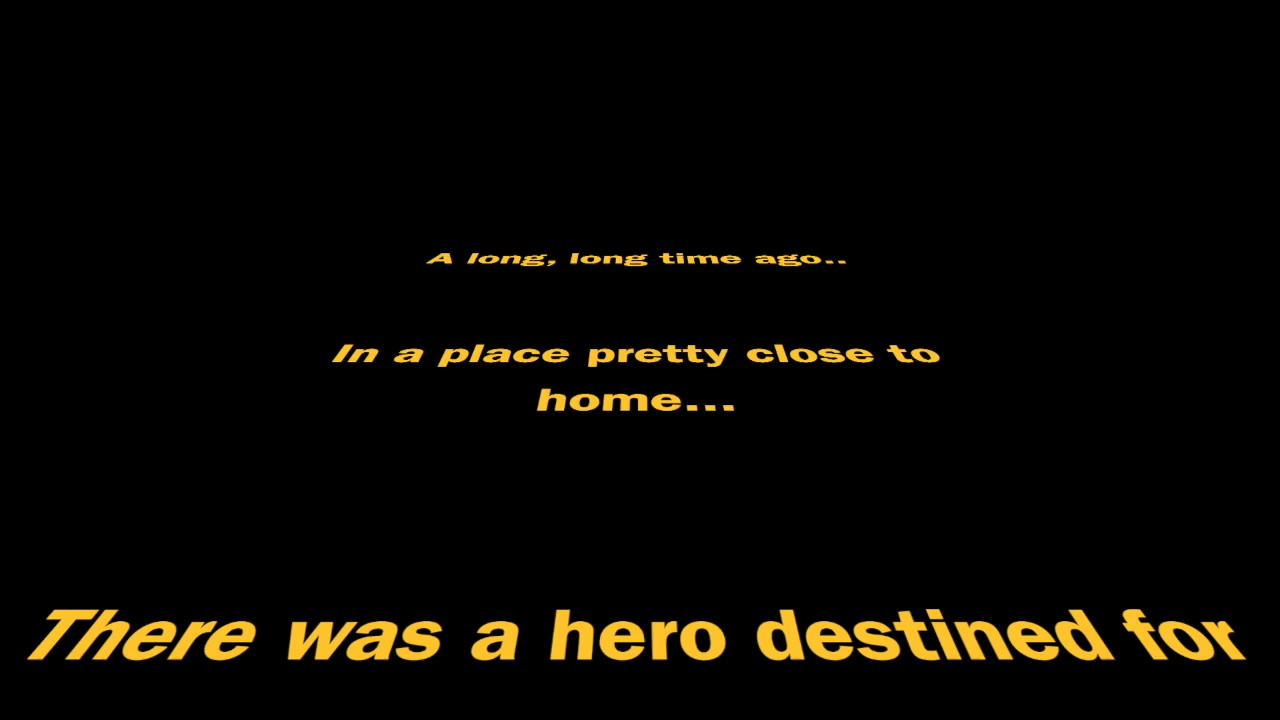 A long, long time ago..
In a place pretty close to
home...
There was a hero destined for